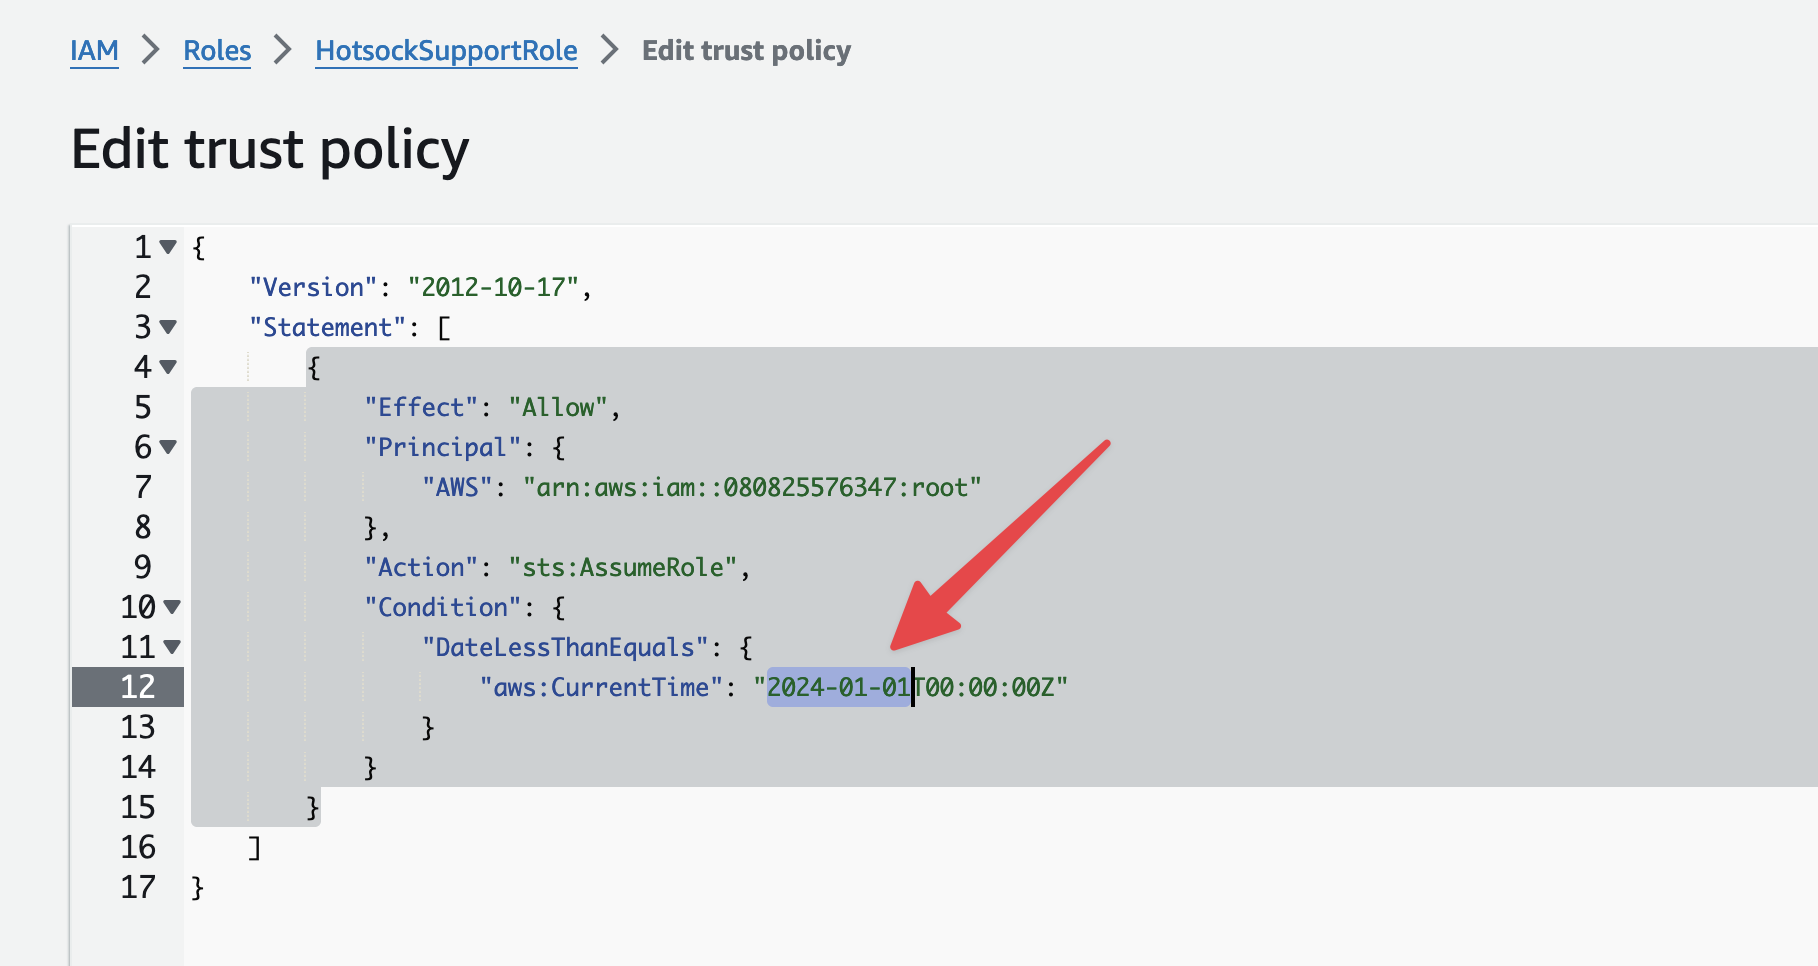 IAM > Roles > HotsockSupportRole > Edit trust policy
Edit trust policy
1 {
2 "Version": "2012-10-17",
3 "Statement": [
4 {
5 "Effect": "Allow",
6 "Principal": {
7 "AWS": "arn:aws:iam::080825576347:root"
8 },
9 "Action": "sts:AssumeRole",
10 "Condition": {
11 "DateLessThanEquals": {
12 "aws:CurrentTime": "2024-01-01T00:00:00Z"
13 }
14 }
15 }
16 ]
17 }